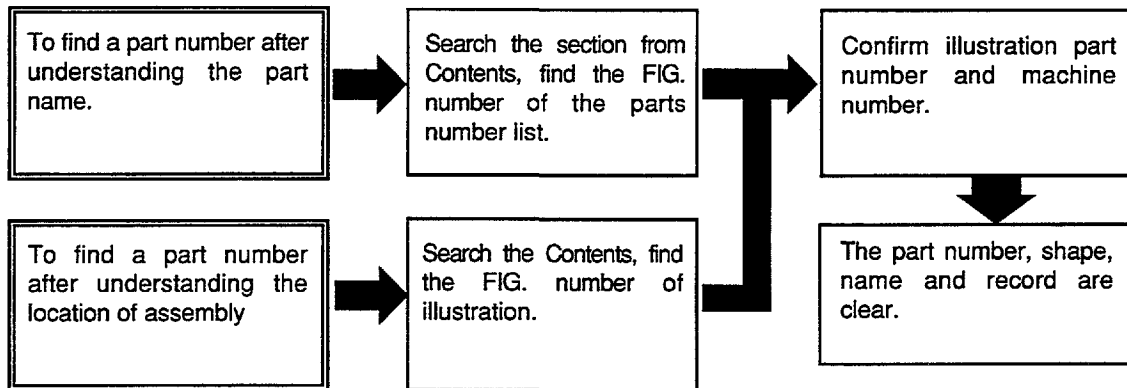 To find a part number after
understanding the part
name.
Search the section from
Contents, find the FIG.
number of the parts
number list.
Confirm illustration part
number and machine
number.
To find a part number
after understanding the
location of assembly
Search the Contents, find
the FIG. number of
illustration.
The part number, shape,
name and record are
clear.